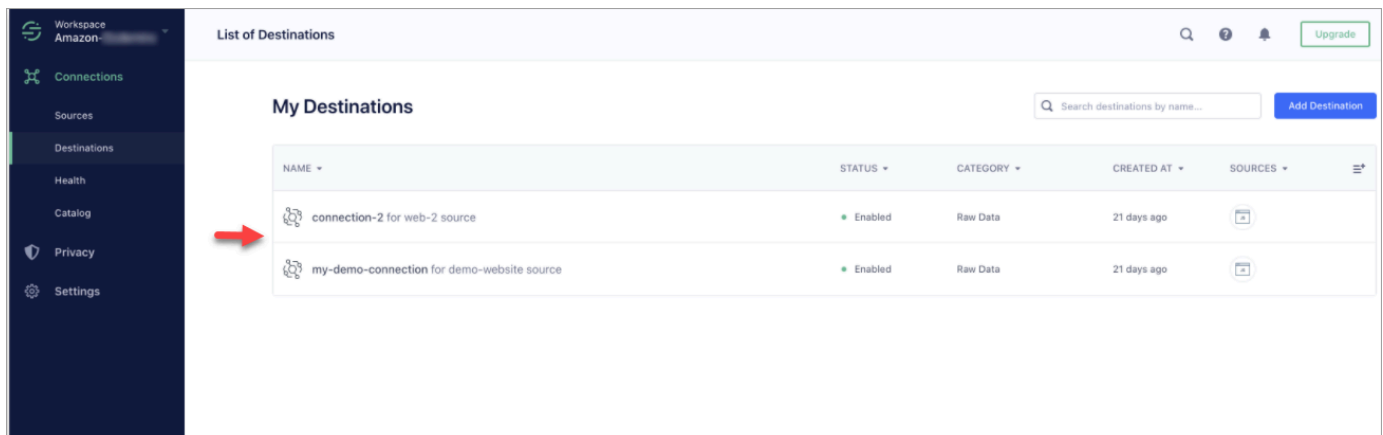 Workspace
Amazon-
List of Destinations
Upgrade
Connections
Sources
Destinations
Health
Catalog
Privacy
Settings
My Destinations
Search destinations by name...
Add Destination
NAME
STATUS
CATEGORY
CREATED AT
SOURCES
connection-2 for web-2 source
Enabled
Raw Data
21 days ago
my-demo-connection for demo-website source
Enabled
Raw Data
21 days ago